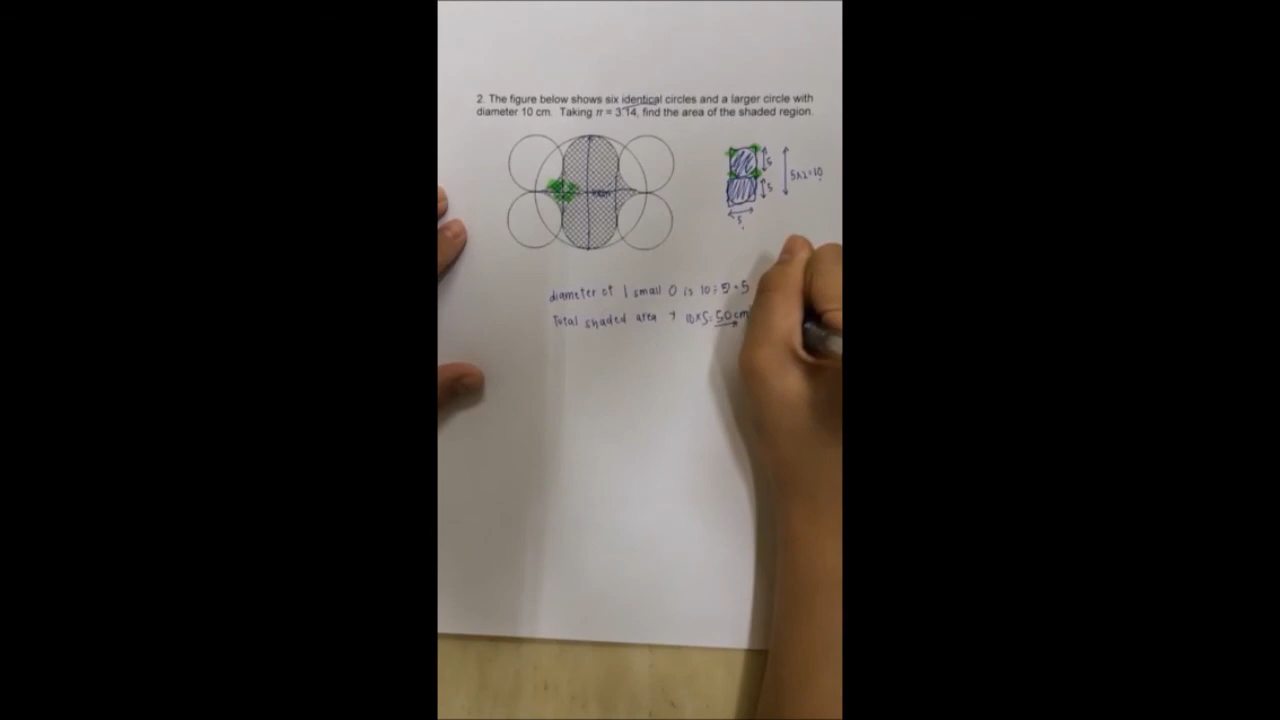 2. The figure below shows six identical circles and a larger circle with
diameter 10 cm. Taking π = 3.14, find the area of the shaded region.
5
5
5x2=10
5
diameter of 1 small O is 10÷2=5
Total shaded area → 10x5=50cm